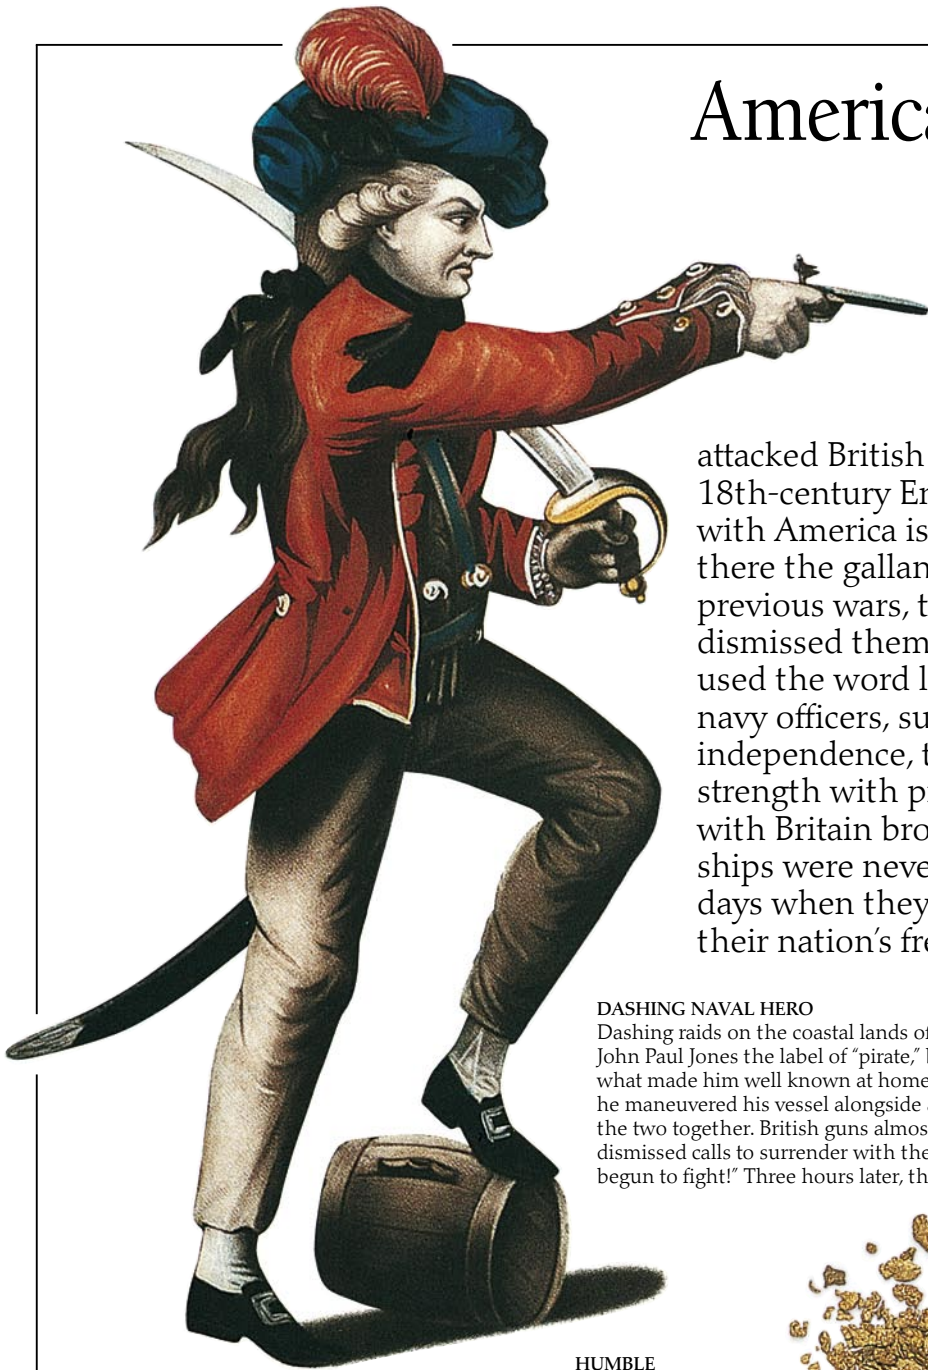 America
attacked British
18th-century En
with America is
there the gallan
previous wars, t
dismissed them
used the word l
navy officers, su
independence, t
strength with p
with Britain bro
ships were neve
days when they
their nation's fre
DASHING NAVAL HERO
Dashing raids on the coastal lands of
John Paul Jones the label of “pirate,”
what made him well known at home
he maneuvered his vessel alongside
the two together. British guns almos
dismissed calls to surrender with the
begun to fight!” Three hours later, th
HUMBLE